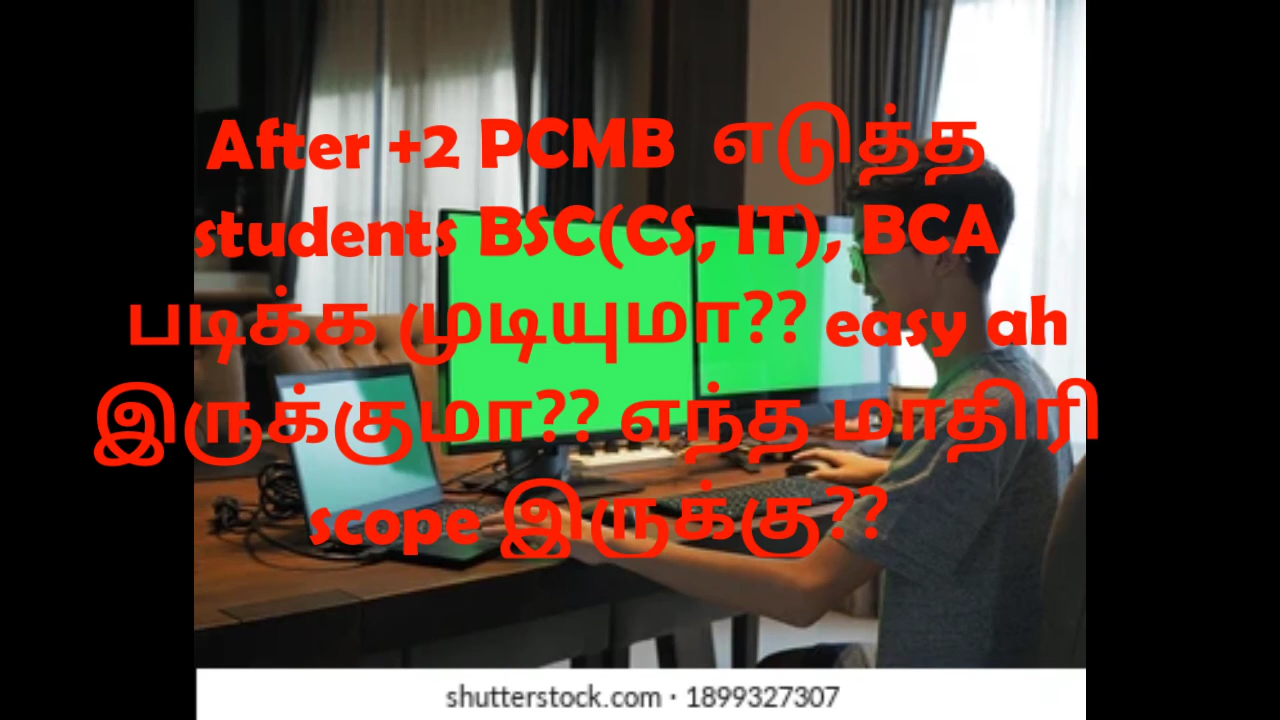 After +2 PCMB எடுத்த
students BSC(CS, IT), BCA
படிக்க முடியுமா?? easy ah
இருக்குமா?? எந்த மாதிரி
scope இருக்கு??
shutterstock.com · 1899327307